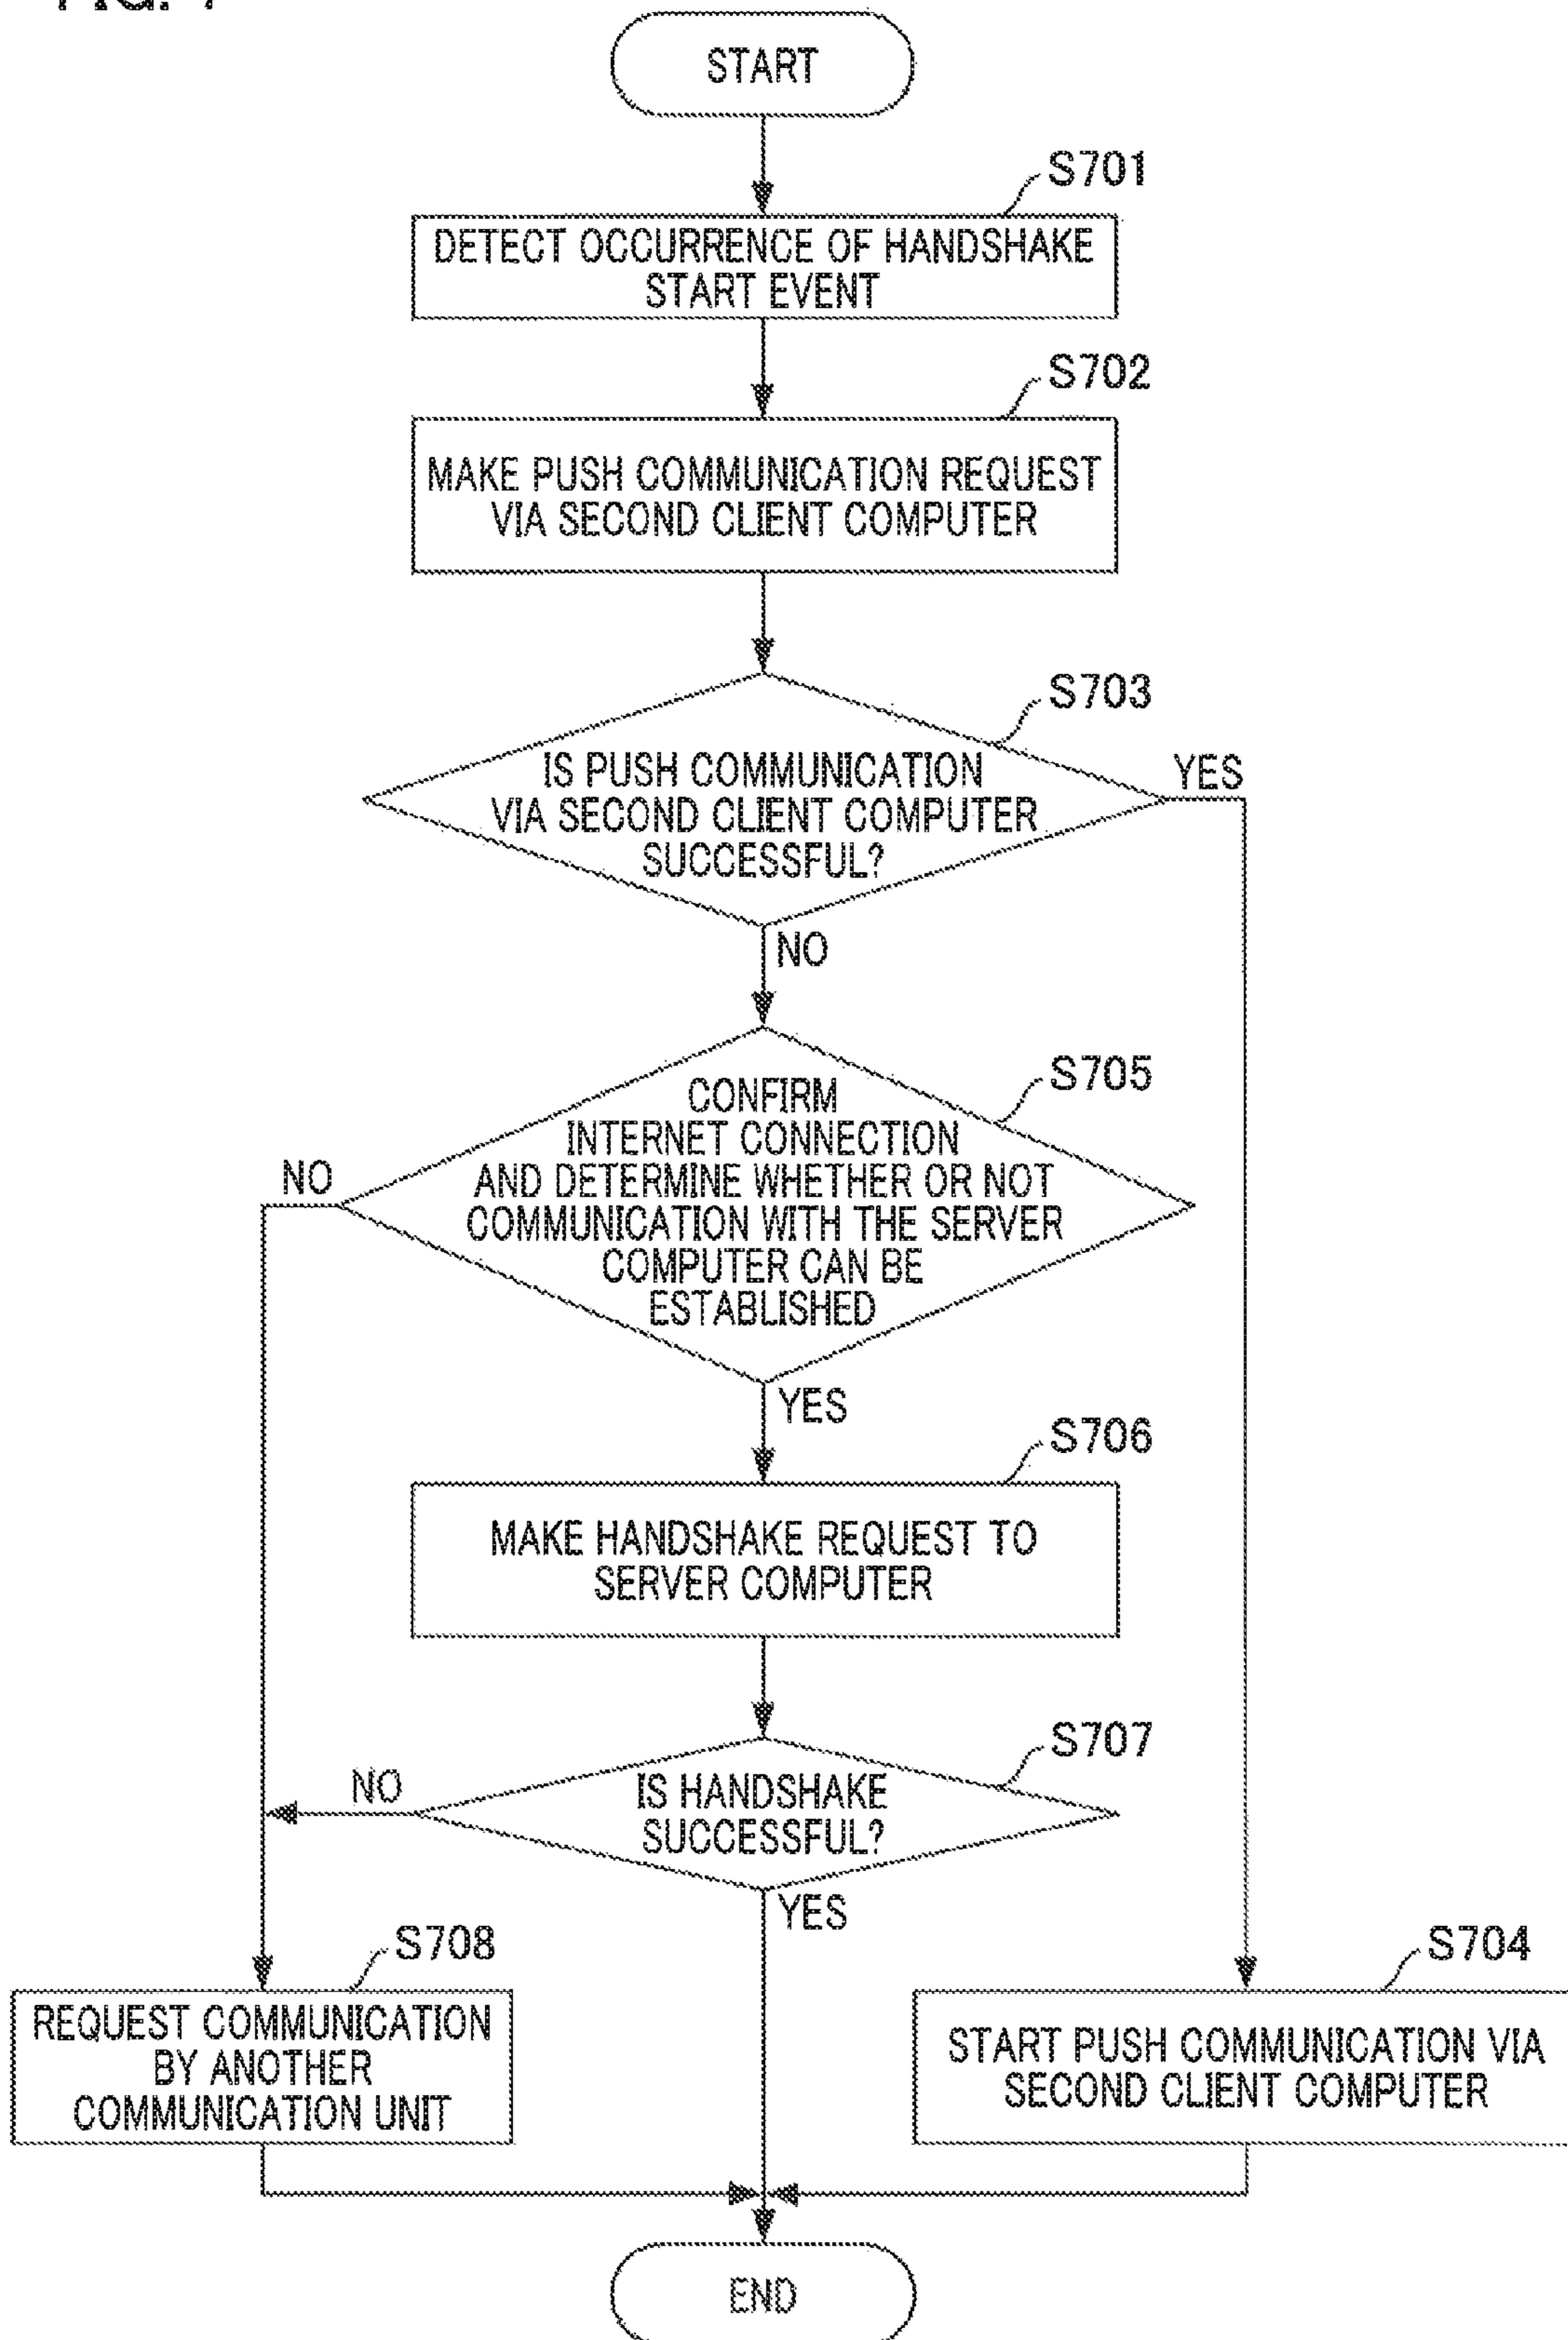 START
S701
DETECT OCCURRENCE OF HANDSHAKE
START EVENT
S702
MAKE PUSH COMMUNICATION REQUEST
VIA SECOND CLIENT COMPUTER
S703
IS PUSH COMMUNICATION
VIA SECOND CLIENT COMPUTER
SUCCESSFUL?
YES
NO
S705
CONFIRM
INTERNET CONNECTION
AND DETERMINE WHETHER OR NOT
COMMUNICATION WITH THE SERVER
COMPUTER CAN BE
ESTABLISHED
NO
YES
S706
MAKE HANDSHAKE REQUEST TO
SERVER COMPUTER
S707
IS HANDSHAKE
SUCCESSFUL?
NO
YES
S708
REQUEST COMMUNICATION
BY ANOTHER
COMMUNICATION UNIT
S704
START PUSH COMMUNICATION VIA
SECOND CLIENT COMPUTER
END